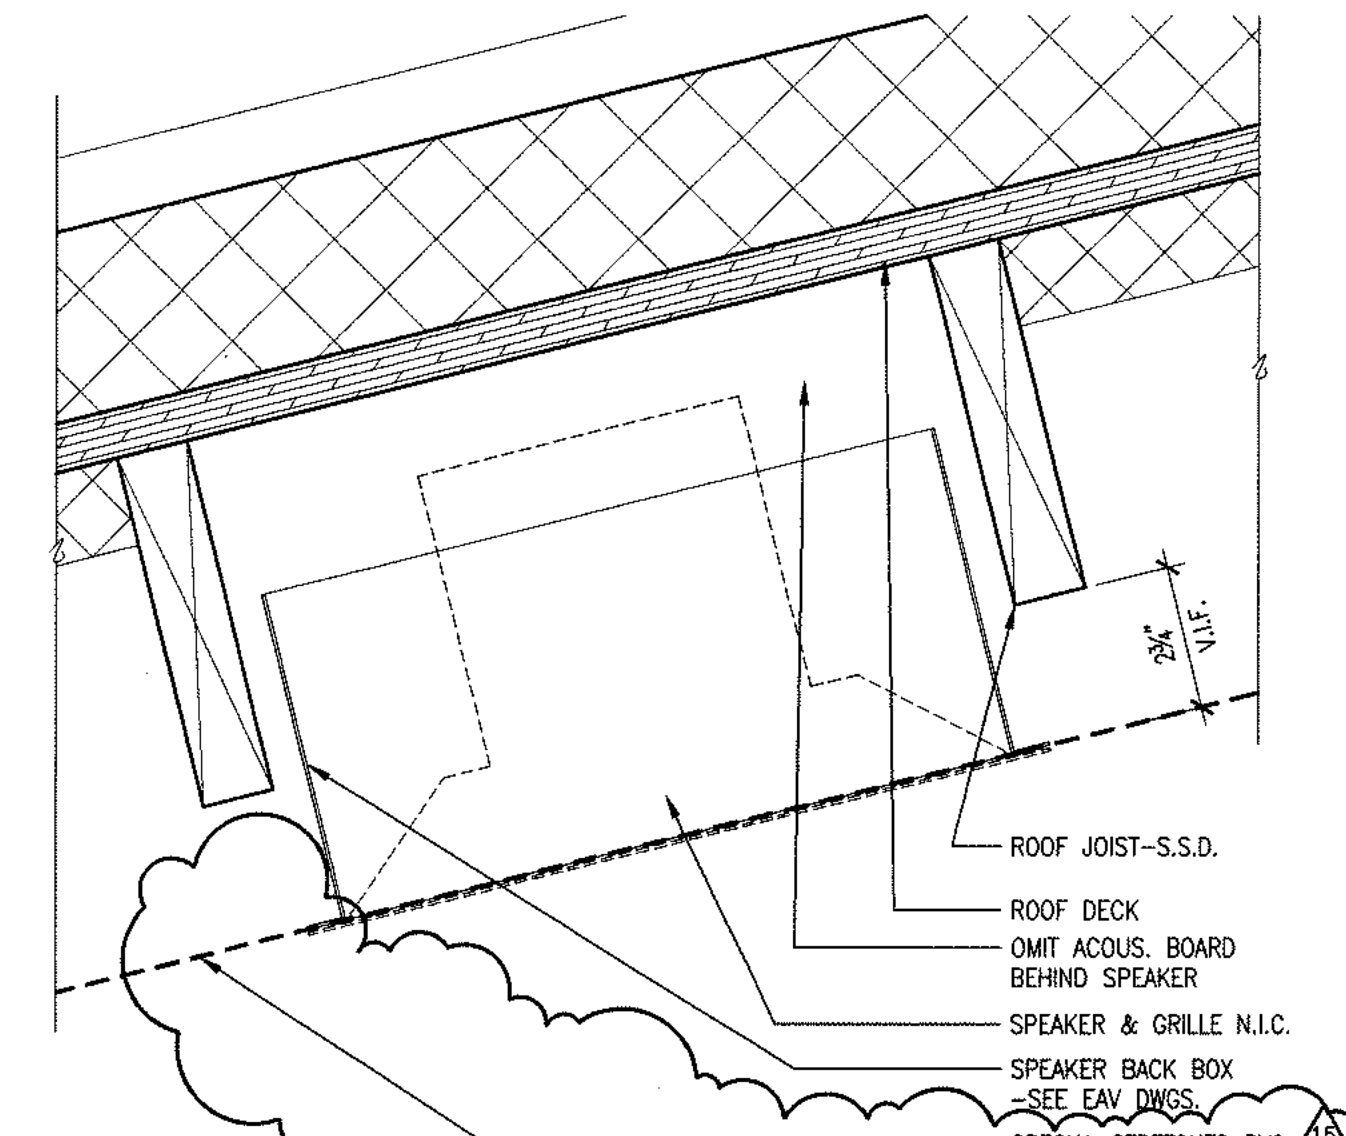 2¾"
V.I.F.
ROOF JOIST-S.S.D.
ROOF DECK
OMIT ACOUS. BOARD
BEHIND SPEAKER
SPEAKER & GRILLE N.I.C.
SPEAKER BACK BOX
-SEE EAV DWGS.
15